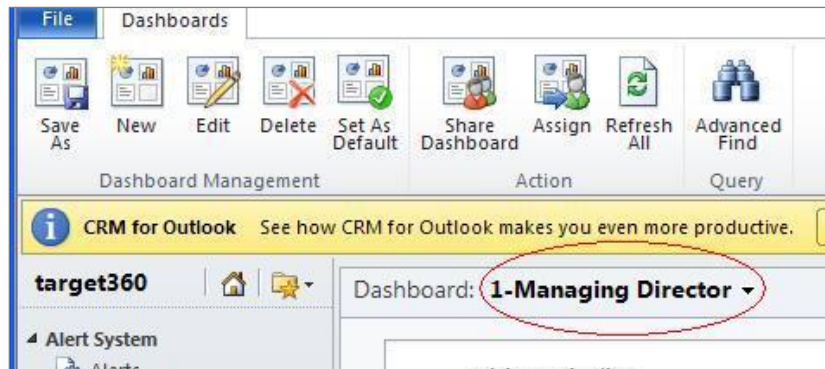 File Dashboards
Save As New Edit Delete Set As Default Share Dashboard Assign Refresh All Advanced Find
Dashboard Management Action Query
CRM for Outlook See how CRM for Outlook makes you even more productive.
target360 Dashboard: 1-Managing Director
Alert System
Alerts